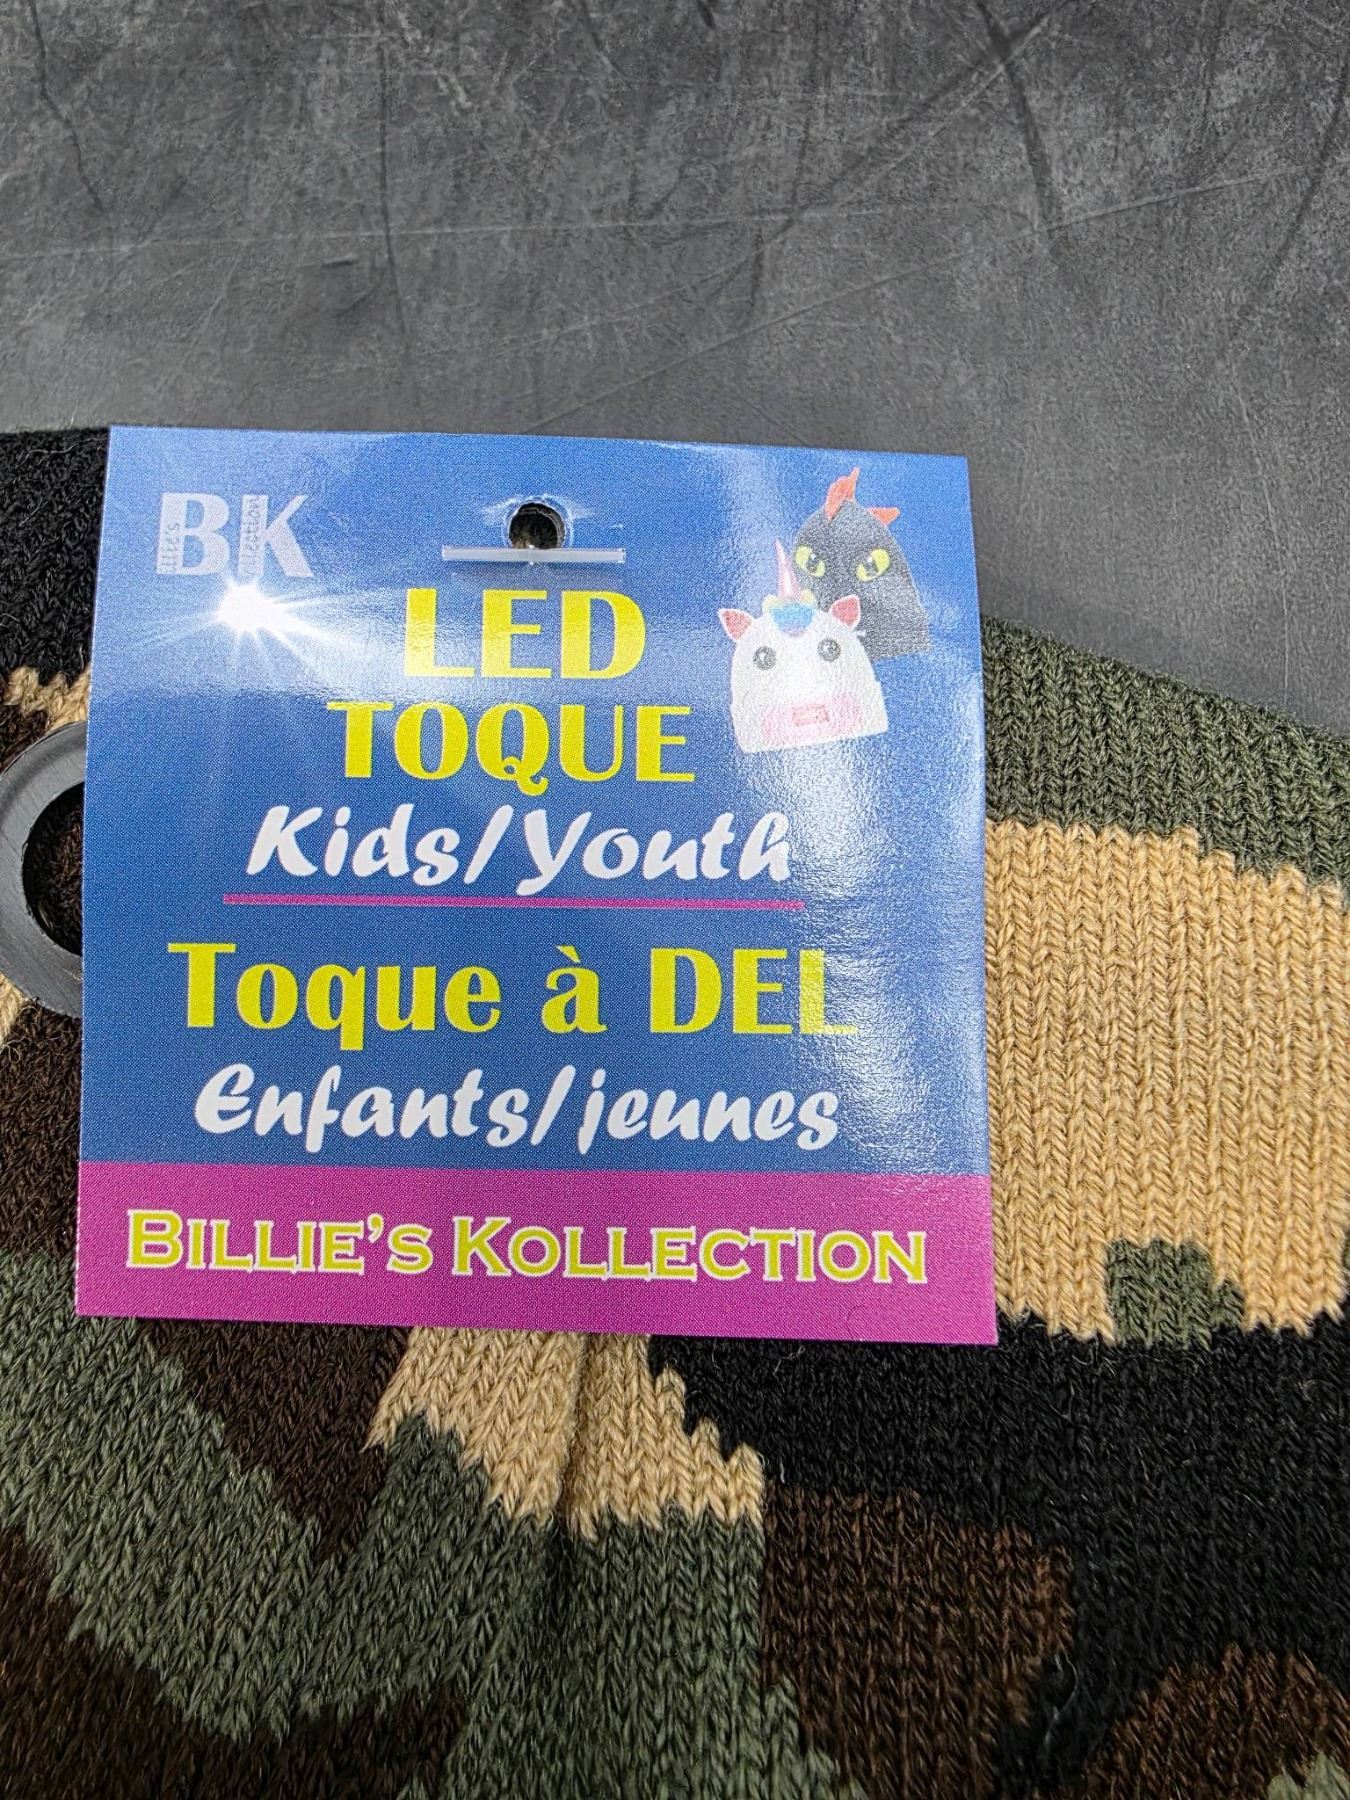 BK
LED
TOQUE
Kids/Youth
Toque à DEL
Enfants/jeunes
BILLIE'S KOLLECTION